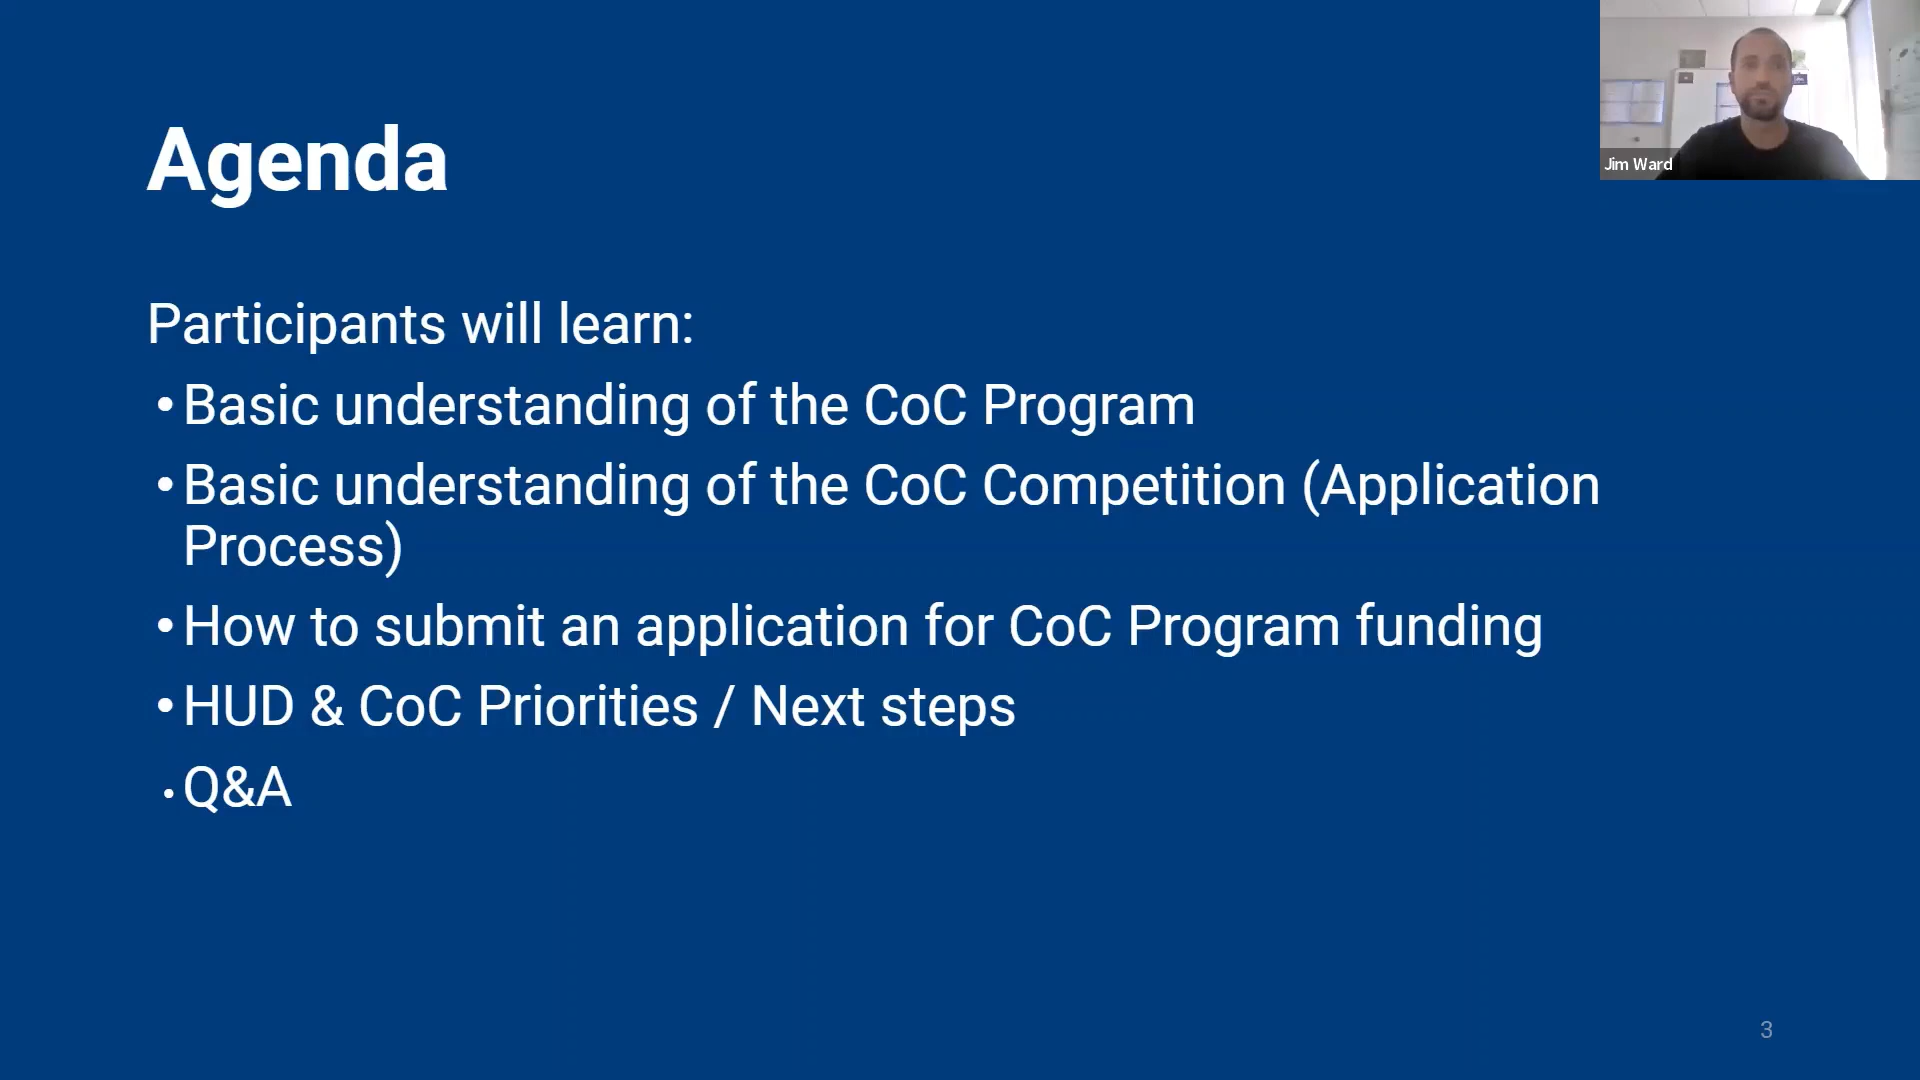 Agenda
Jim Ward
Participants will learn:
•Basic understanding of the CoC Program
•Basic understanding of the CoC Competition (Application
Process)
•How to submit an application for CoC Program funding
•HUD & CoC Priorities / Next steps
•Q&A
3